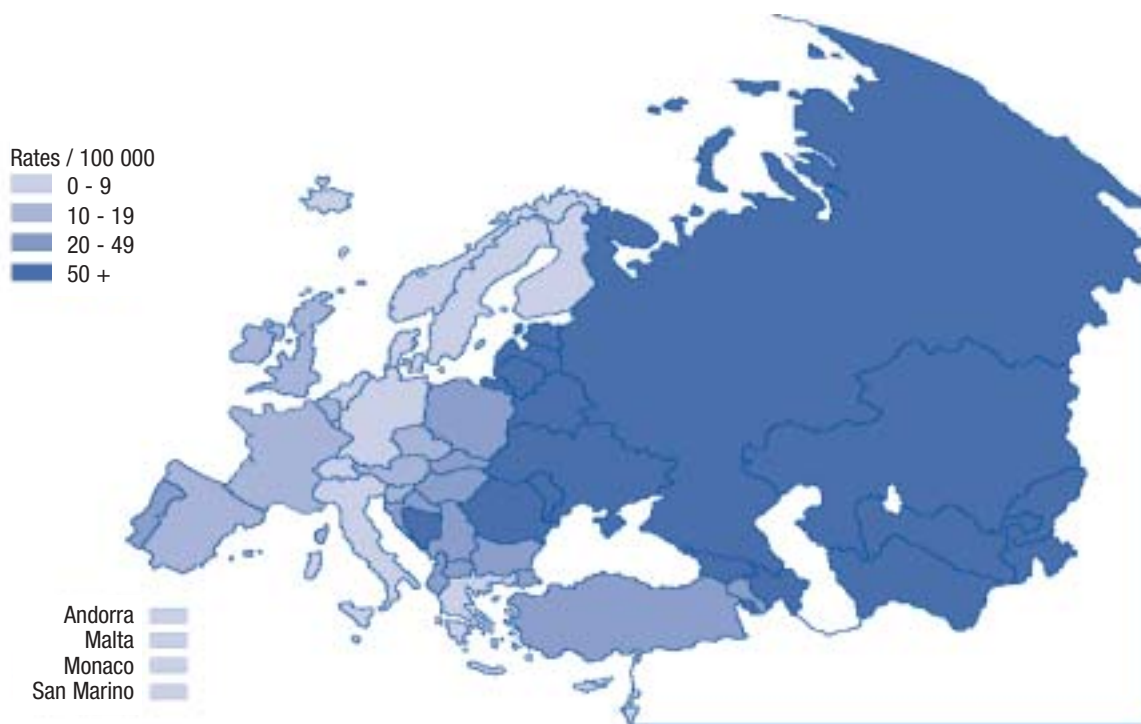 Rates / 100 000
0 - 9
10 - 19
20 - 49
50 +
Andorra
Malta
Monaco
San Marino